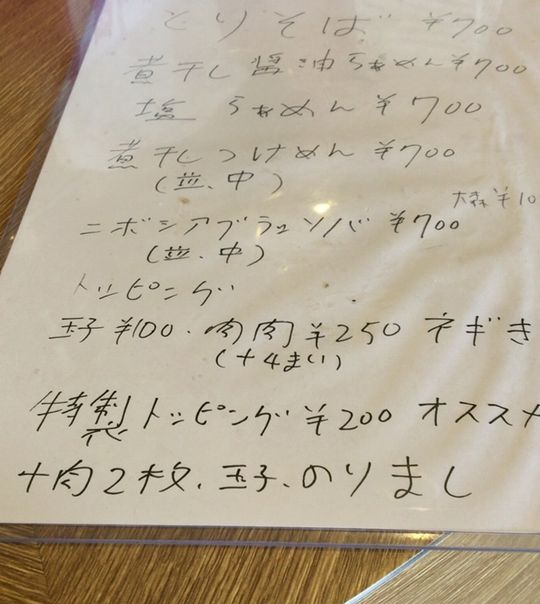 とりそば ¥700
煮干し醤油らぁめん ¥700
塩らぁめん ¥700
煮干しつけめん ¥700
(並、中)
大森¥10
ニボシアブラュソバ ¥700
(並、中)
トッピング
玉子¥100・肉肉¥250 ネギき
(+4まい)
特製トッピング¥200 オススメ
+肉2枚、玉子、のりまし